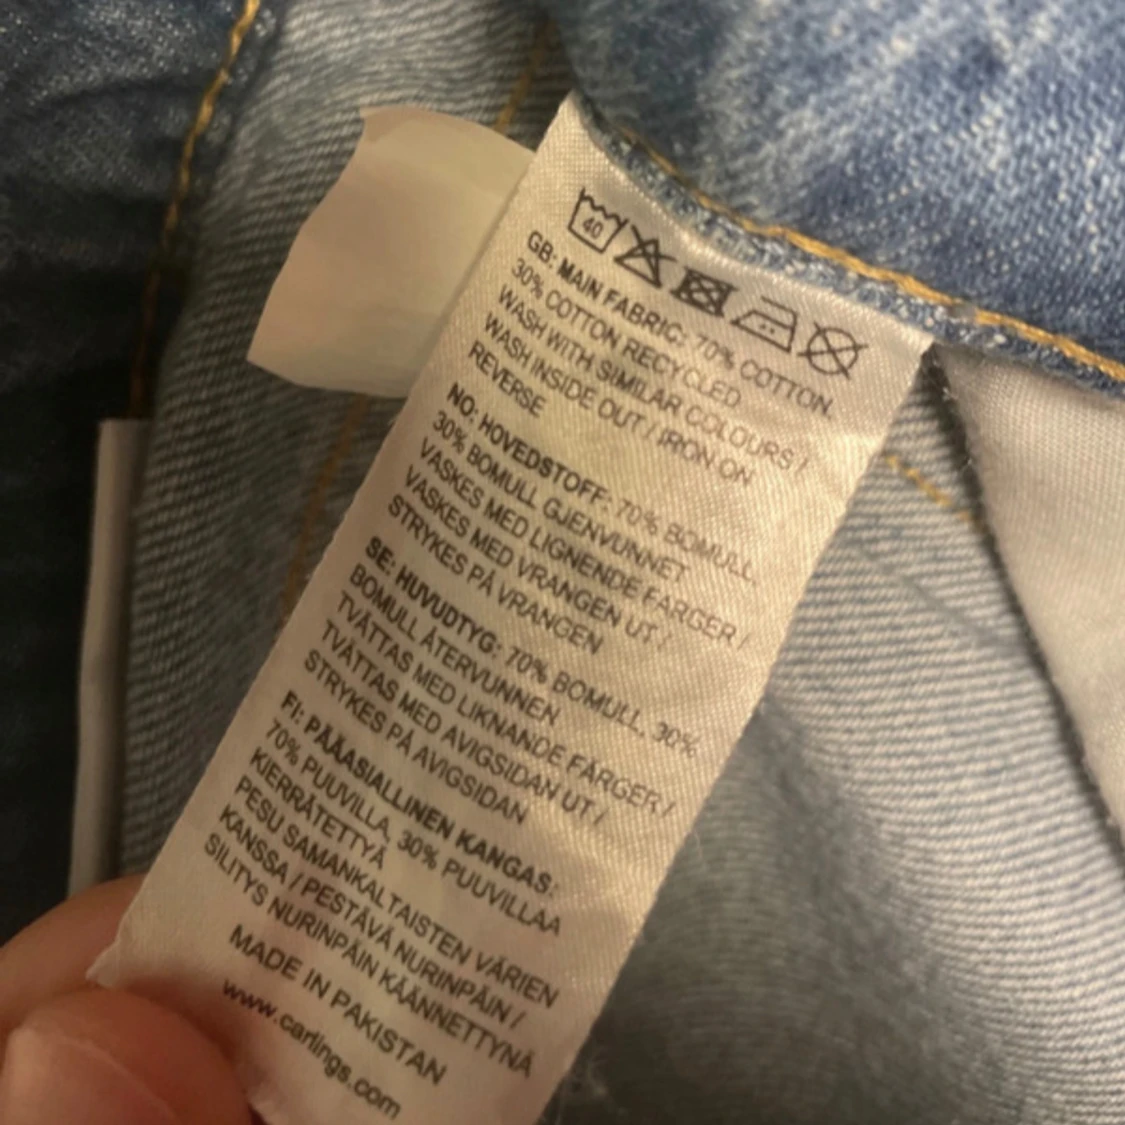 40
GB: MAIN FABRIC: 70% COTTON,
30% COTTON RECYCLED
WASH WITH SIMILAR COLOURS /
WASH INSIDE OUT / IRON ON
REVERSE
NO: HOVEDSTOFF: 70% BOMULL,
30% BOMULL GJENVUNNET
VASKES MED LIGNENDE FARGER /
VASKES MED VRANGEN UT /
STRYKES PÅ VRANGEN
SE: HUVUDTYG: 70% BOMULL, 30%
BOMULL ÅTERVUNNEN
TVÄTTAS MED LIKNANDE FÄRGER /
TVÄTTAS MED AVIGSIDAN UT /
STRYKES PÅ AVIGSIDAN
FI: PÄÄASIALLINEN KANGAS:
70% PUUVILLA, 30% PUUVILLAA
KIERRÄTETTYÄ
PESU SAMANKALTAISTEN VÄRIEN
KANSSA / PESTÄVÄ NURINPÄIN /
SILITYS NURINPÄIN KÄÄNNETTYNÄ
MADE IN PAKISTAN
www.carlings.com